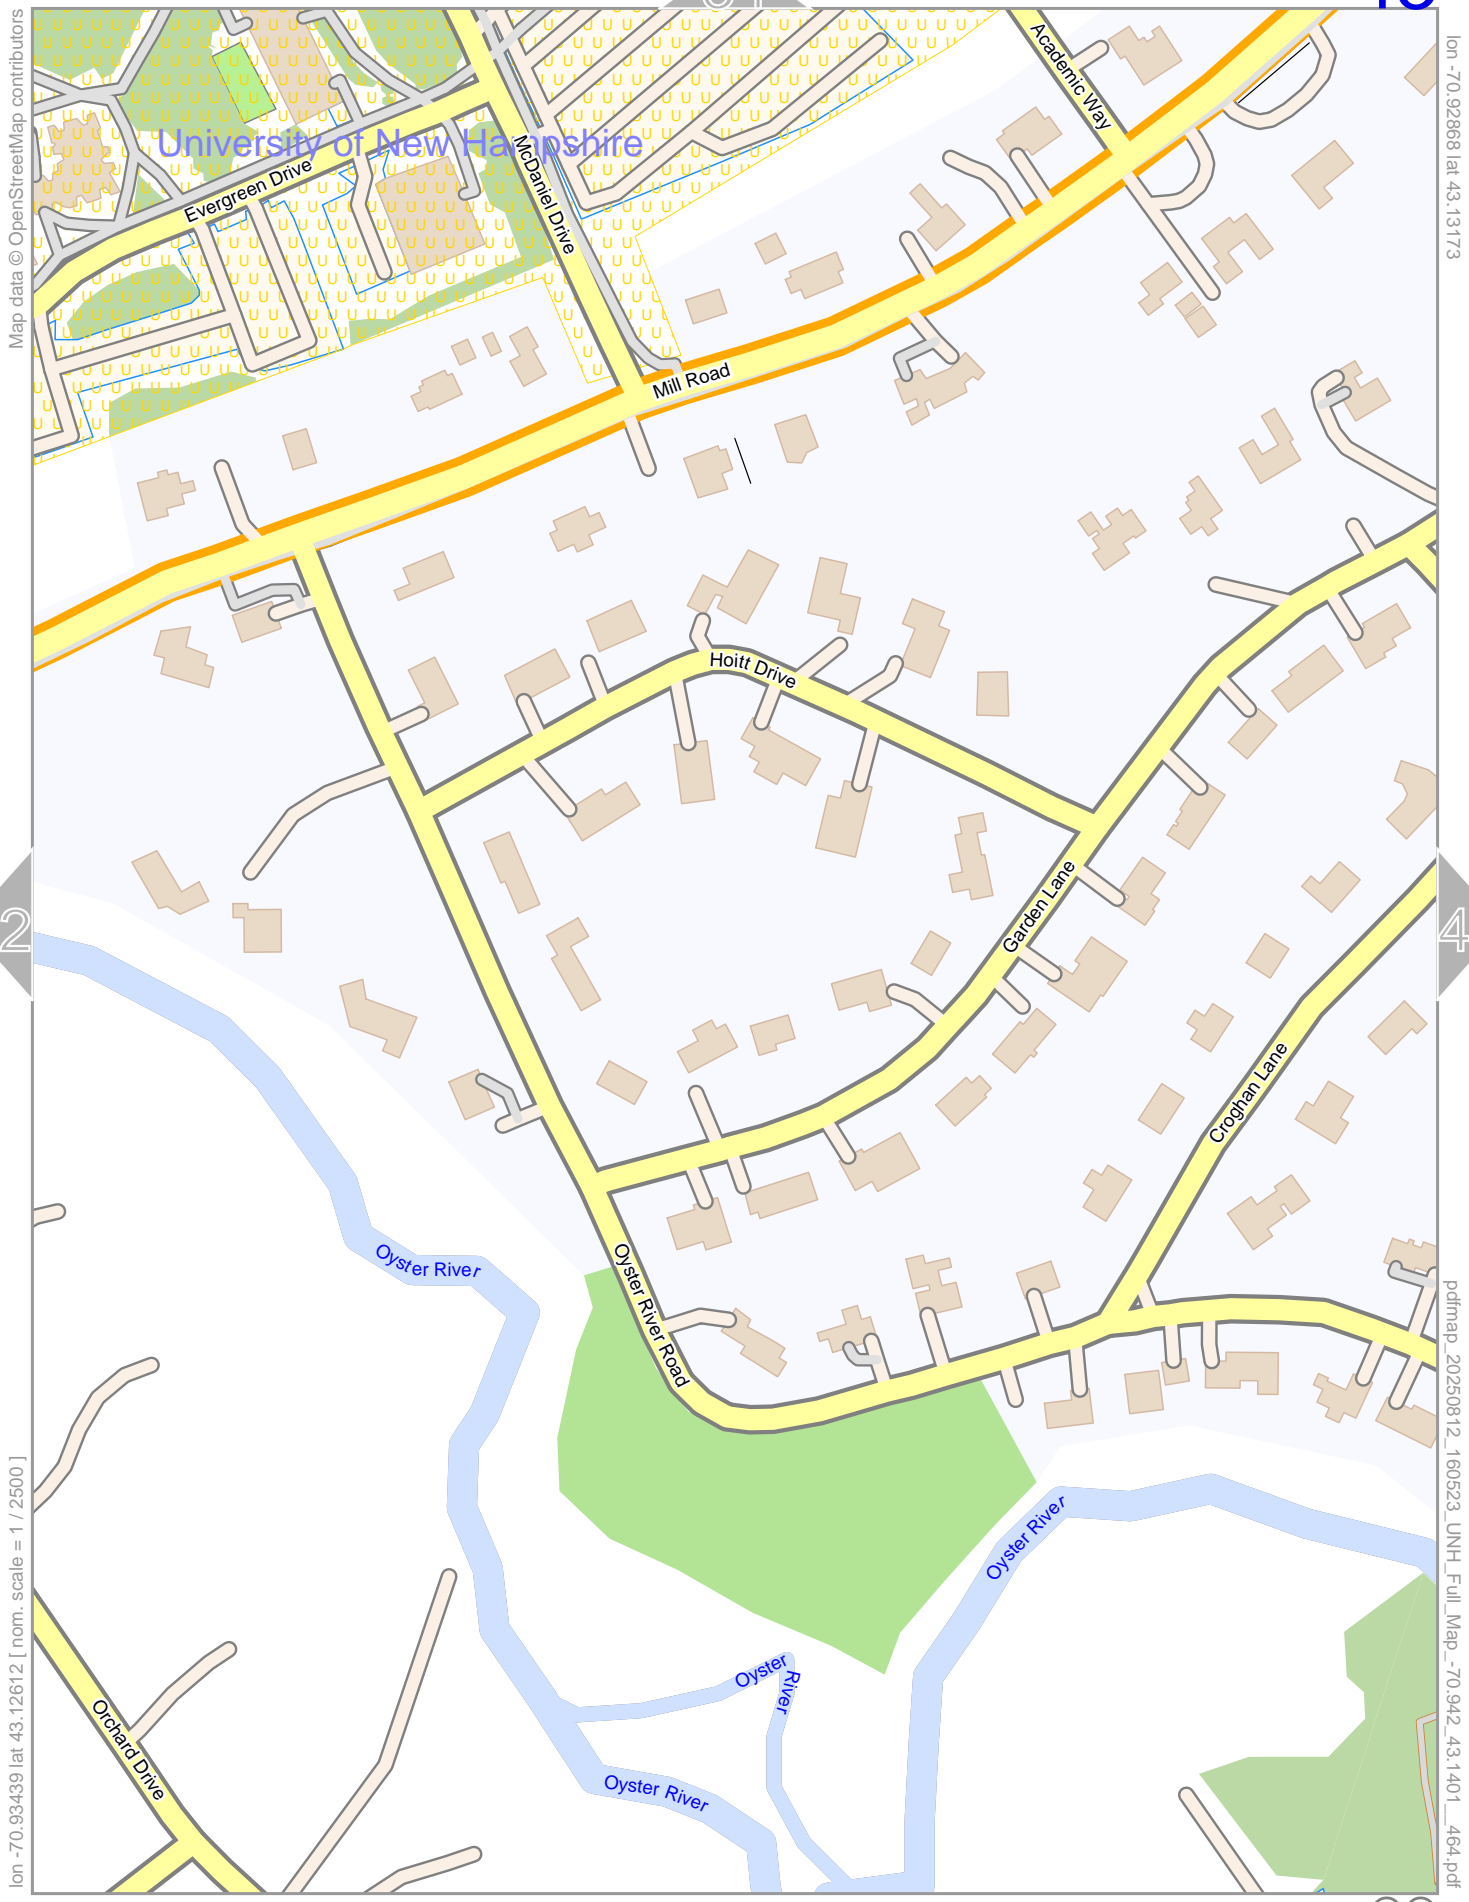 Map data © OpenStreetMap contributors
lon -70.92868 lat 43.13173
Academic Way
University of New Hampshire
McDaniel Drive
Evergreen Drive
Mill Road
Hoitt Drive
Garden Lane
2
4
Croghan Lane
Oyster River
Oyster River Road
Oyster River
Oyster River
Orchard Drive
Oyster River
lon -70.93439 lat 43.12612 [ nom. scale = 1 / 2500 ]
pdfmap_20250812_160523_UNH_Full_Map_-70.942_43.1401__464.pdf